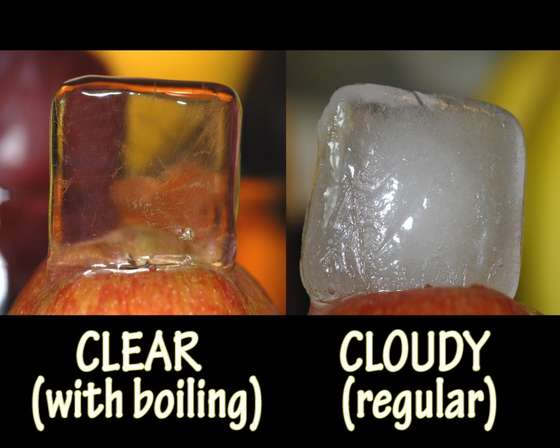 CLEAR
(with boiling)
CLOUDY
(regular)